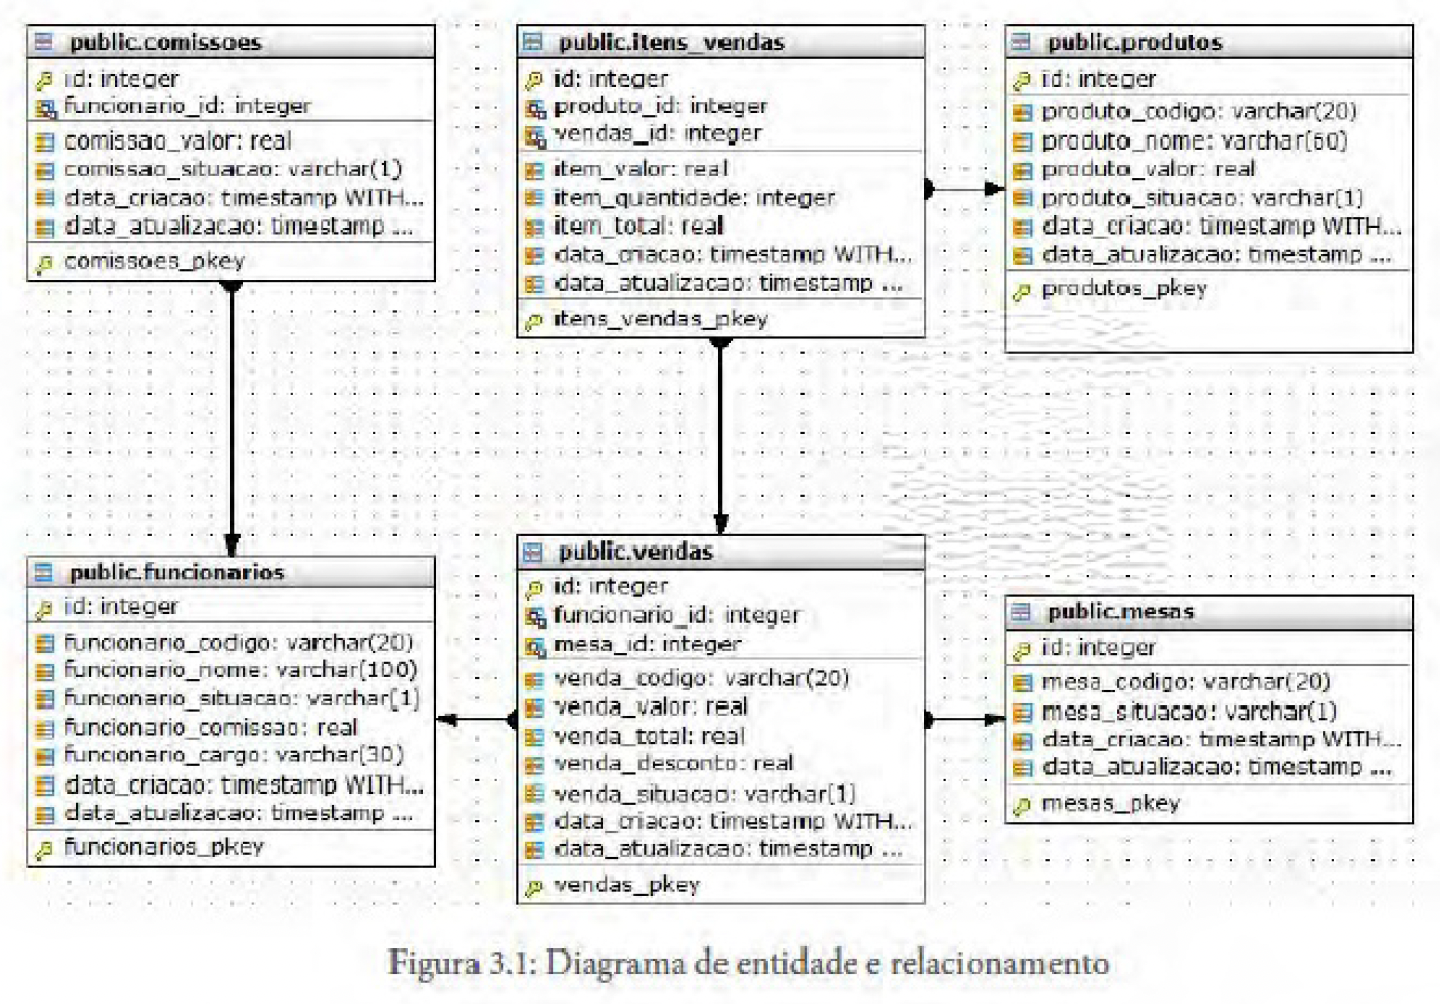 public.comissoes
id: integer
funcionario_id: integer
comissao_valor: real
comissao_situacao: varchar(1)
data_criacao: timestamp WITH...
data_atualizacao: timestamp ...
comissoes_pkey
public.itens_vendas
id: integer
produto_id: integer
vendas_id: integer
item_valor: real
item_quantidade: integer
item_total: real
data_criacao: timestamp WITH...
data_atualizacao: timestamp ...
itens_vendas_pkey
public.produtos
id: integer
produto_codigo: varchar(20)
produto_nome: varchar(60)
produto_valor: real
produto_situacao: varchar(1)
data_criacao: timestamp WITH...
data_atualizacao: timestamp ...
produtos_pkey
public.funcionarios
id: integer
funcionario_codigo: varchar(20)
funcionario_nome: varchar(100)
funcionario_situacao: varchar(1)
funcionario_comissao: real
funcionario_cargo: varchar(30)
data_criacao: timestamp WITH...
data_atualizacao: timestamp ...
funcionarios_pkey
public.vendas
id: integer
funcionario_id: integer
mesa_id: integer
venda_codigo: varchar(20)
venda_valor: real
venda_total: real
venda_desconto: real
venda_situacao: varchar(1)
data_criacao: timestamp WITH...
data_atualizacao: timestamp ...
vendas_pkey
public.mesas
id: integer
mesa_codigo: varchar(20)
mesa_situacao: varchar(1)
data_criacao: timestamp WITH...
data_atualizacao: timestamp ...
mesas_pkey
Figura 3.1: Diagrama de entidade e relacionamento